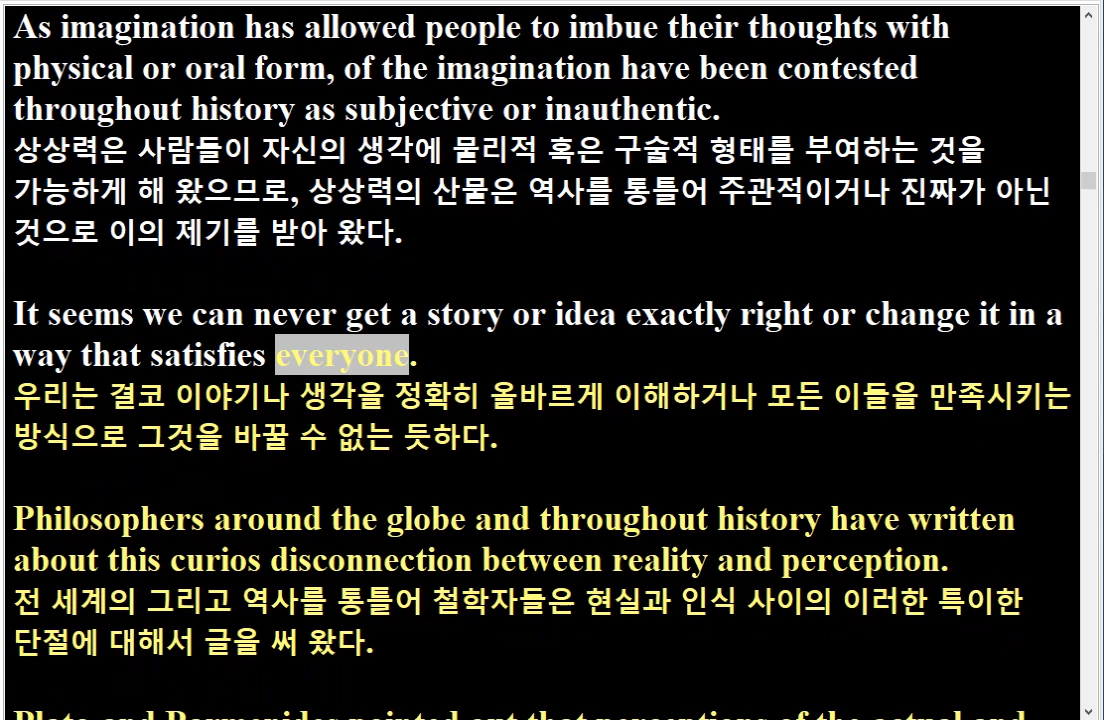 As imagination has allowed people to imbue their thoughts with
physical or oral form, of the imagination have been contested
throughout history as subjective or inauthentic.
상상력은 사람들이 자신의 생각에 물리적 혹은 구술적 형태를 부여하는 것을
가능하게 해 왔으므로, 상상력의 산물은 역사를 통틀어 주관적이거나 진짜가 아닌
것으로 이의 제기를 받아 왔다.
It seems we can never get a story or idea exactly right or change it in a
way that satisfies everyone.
우리는 결코 이야기나 생각을 정확히 올바르게 이해하거나 모든 이들을 만족시키는
방식으로 그것을 바꿀 수 없는 듯하다.
Philosophers around the globe and throughout history have written
about this curios disconnection between reality and perception.
전 세계의 그리고 역사를 통틀어 철학자들은 현실과 인식 사이의 이러한 특이한
단절에 대해서 글을 써 왔다.
Plato and Parmenides pointed out that perceptions of the actual and